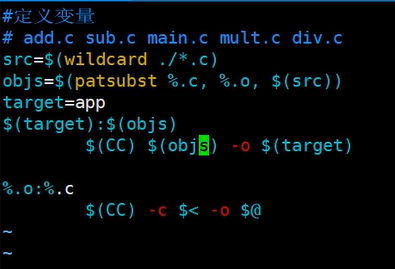 #定义变量
# add.c sub.c main.c mult.c div.c
src=$(wildcard ./*.c)
objs=$(patsubst %.c, %.o, $(src))
target=app
$(target):$(objs)
        $(CC) $(objs) -o $(target)

%.o:%.c
        $(CC) -c $< -o $@
~
~